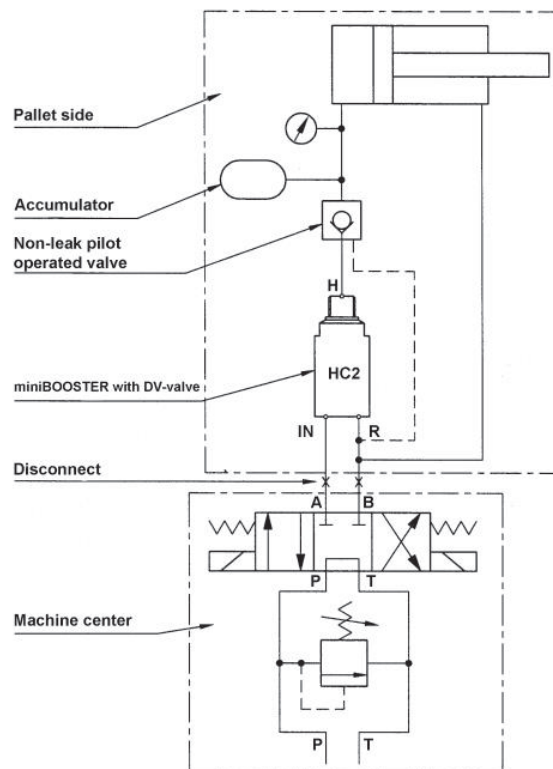 Pallet side
Accumulator
Non-leak pilot
operated valve
H
miniBOOSTER with DV-valve
HC2
IN
R
Disconnect
A
B
P
T
Machine center
P
T